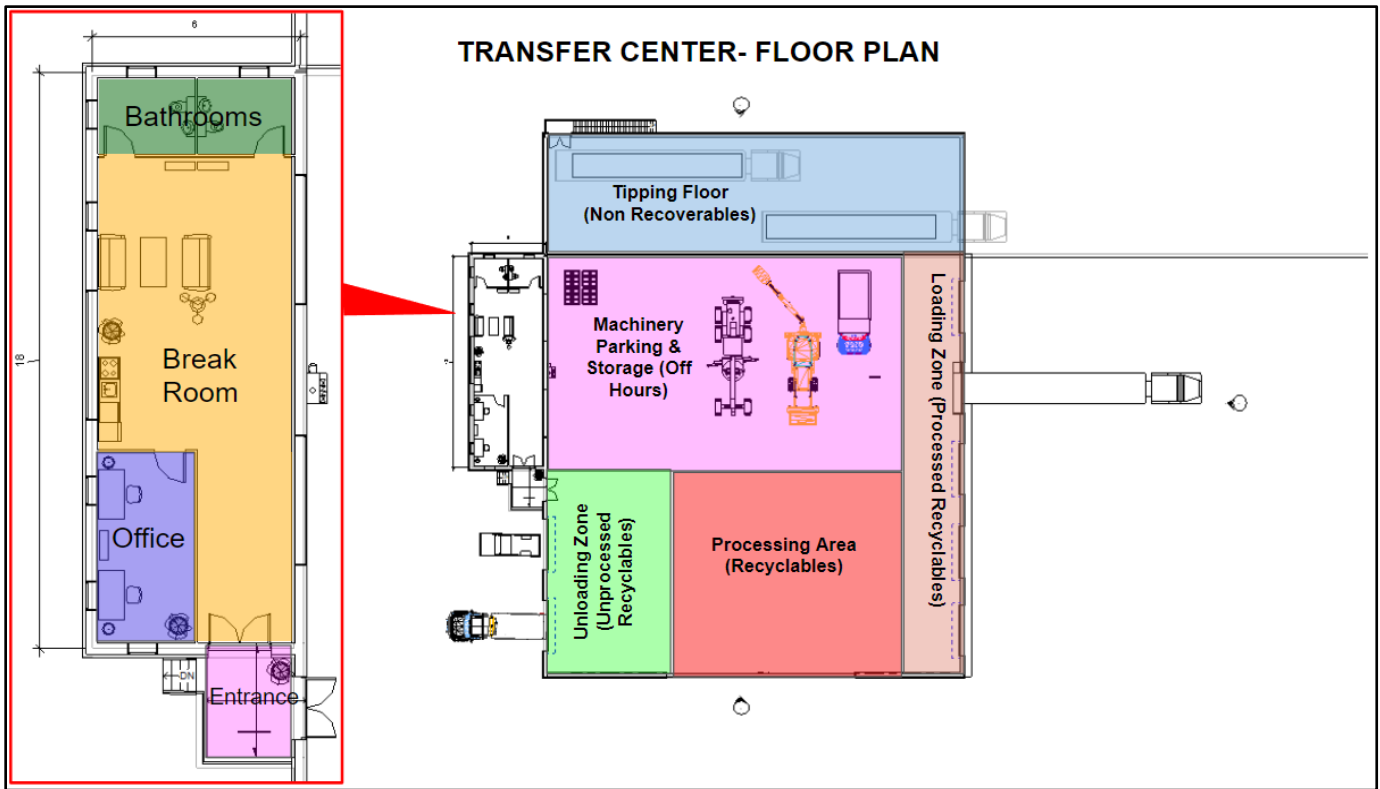 TRANSFER CENTER- FLOOR PLAN
6
18
Bathrooms
Break
Room
Office
DN
Entrance
Tipping Floor
(Non Recoverables)
Machinery
Parking &
Storage (Off
Hours)
Loading Zone (Processed Recyclables)
Unloading Zone
(Unprocessed
Recyclables)
Processing Area
(Recyclables)